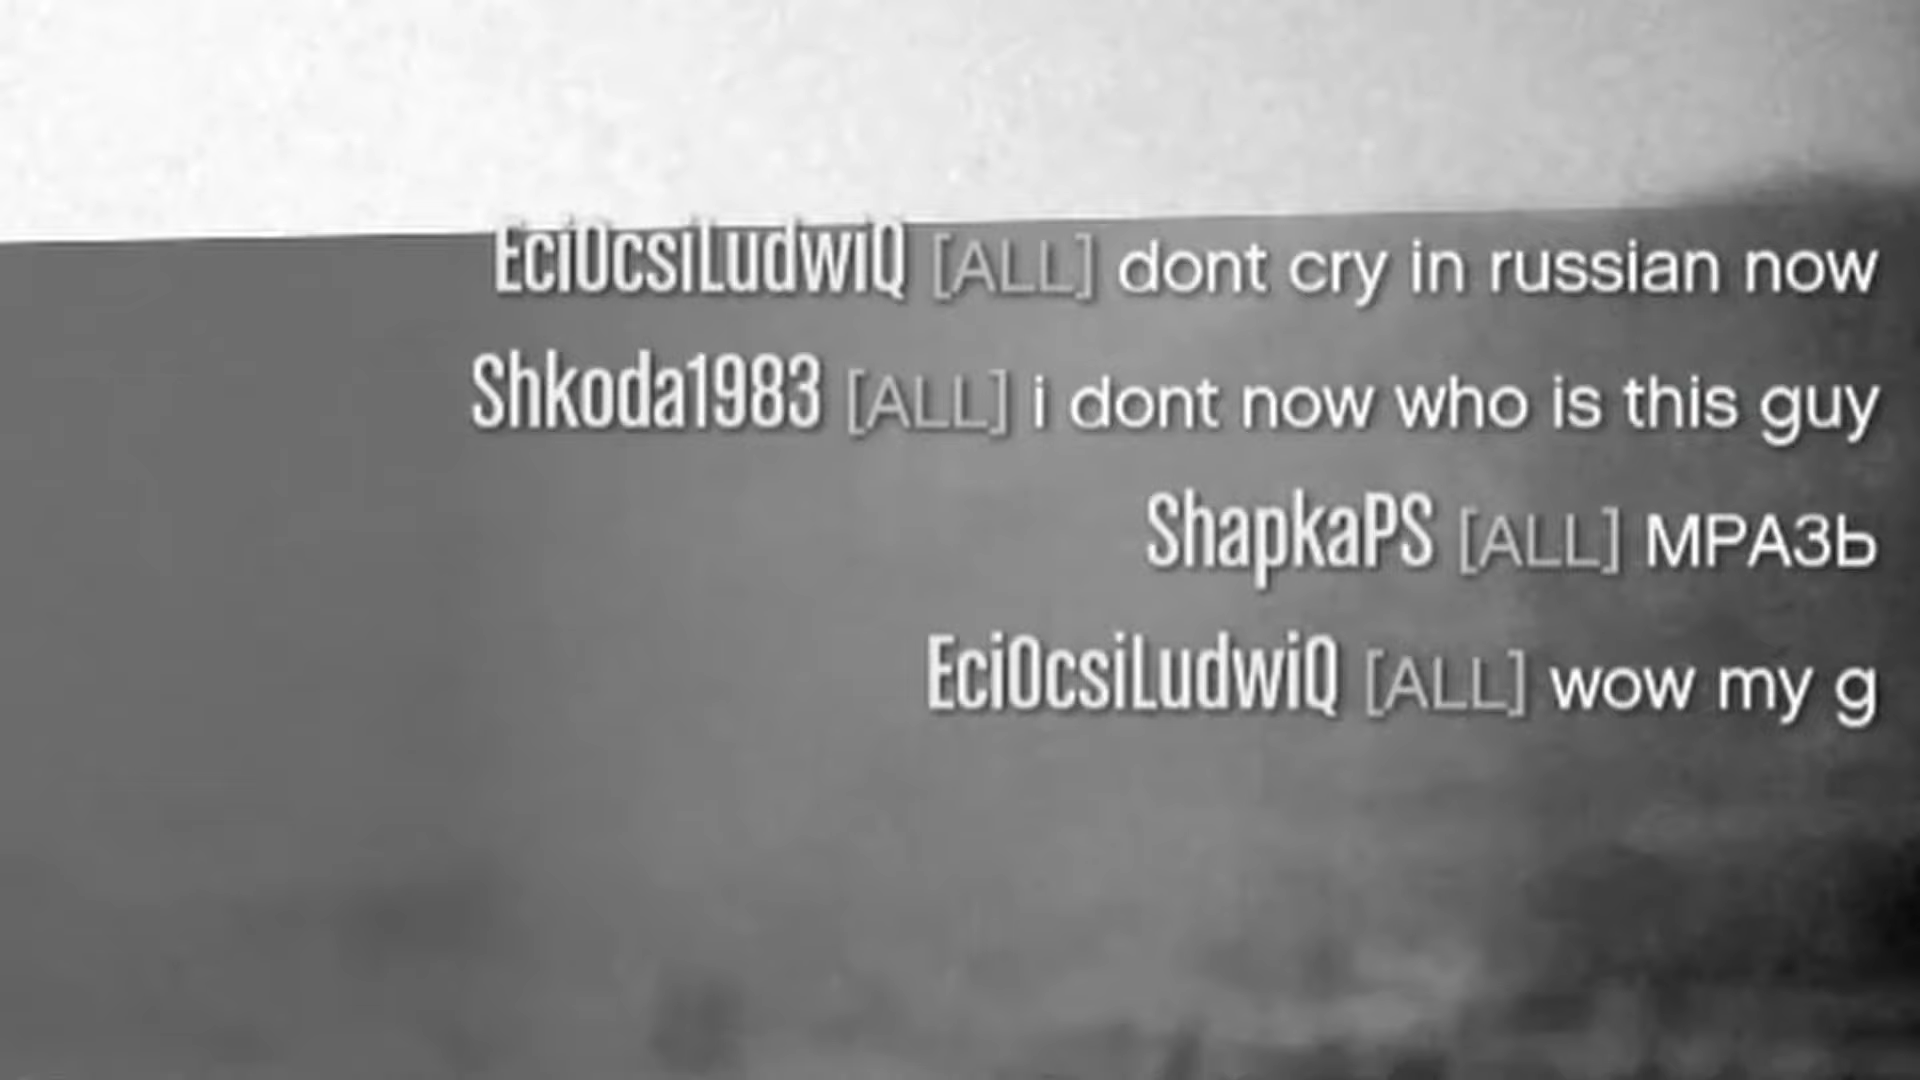 EciOcsiLudwiQ [ALL] dont cry in russian now
Shkoda1983 [ALL] i dont now who is this guy
ShapkaPS [ALL] МРАЗЬ
EciOcsiLudwiQ [ALL] wow my g